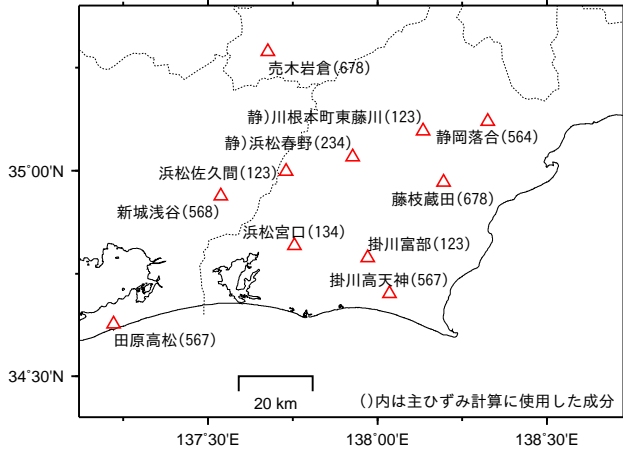 売木岩倉(678)
静)川根本町東藤川(123)
静岡落合(564)
静)浜松春野(234)
35°00'N
浜松佐久間(123)
藤枝蔵田(678)
新城浅谷(568)
浜松宮口(134)
掛川富部(123)
掛川高天神(567)
田原高松(567)
34°30'N
20 km
()内は主ひずみ計算に使用した成分
137°30'E
138°00'E
138°30'E